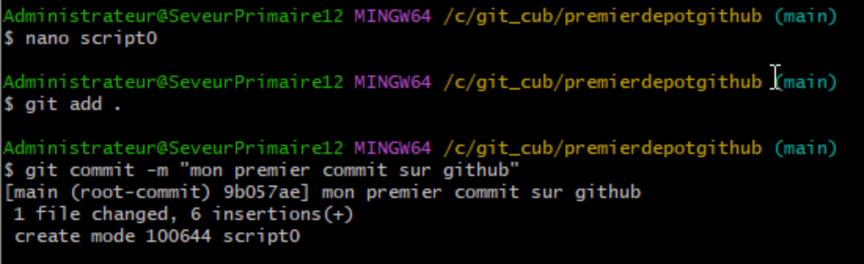 Administrateur@SeveurPrimaire12 MINGW64 /c/git_cub/premierdepotgithub (main)
$ nano script0
Administrateur@SeveurPrimaire12 MINGW64 /c/git_cub/premierdepotgithub (main)
$ git add .
Administrateur@SeveurPrimaire12 MINGW64 /c/git_cub/premierdepotgithub (main)
$ git commit -m "mon premier commit sur github"
[main (root-commit) 9b057ae] mon premier commit sur github
 1 file changed, 6 insertions(+)
 create mode 100644 script0